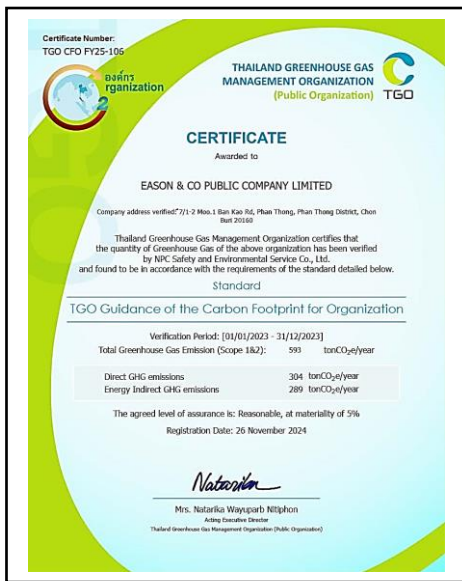 Certificate Number:
TGO CFO FY25-106
องค์กร
rganization
2
THAILAND GREENHOUSE GAS
MANAGEMENT ORGANIZATION
(Public Organization)
TGO
CERTIFICATE
Awarded to
EASON & CO PUBLIC COMPANY LIMITED
Company address verified:"7/1-2 Moo.1 Ban Kao Rd, Phan Thong, Phan Thong District, Chon
Buri 20160
Thailand Greenhouse Gas Management Organization certifies that
the quantity of Greenhouse Gas of the above organization has been verified
by NPC Safety and Environmental Service Co., Ltd.
and found to be in accordance with the requirements of the standard detailed below.
Standard
TGO Guidance of the Carbon Footprint for Organization
Verification Period: [01/01/2023 - 31/12/2023]
Total Greenhouse Gas Emission (Scope 1&2): 593 tonCO₂e/year
Direct GHG emissions 304 tonCO₂e/year
Energy Indirect GHG emissions 289 tonCO₂e/year
The agreed level of assurance is: Reasonable, at materiality of 5%
Registration Date: 26 November 2024
Natarika
Mrs. Natarika Wayuparb Nitiphon
Acting Executive Director
Thailand Greenhouse Gas Management Organization (Public Organization)